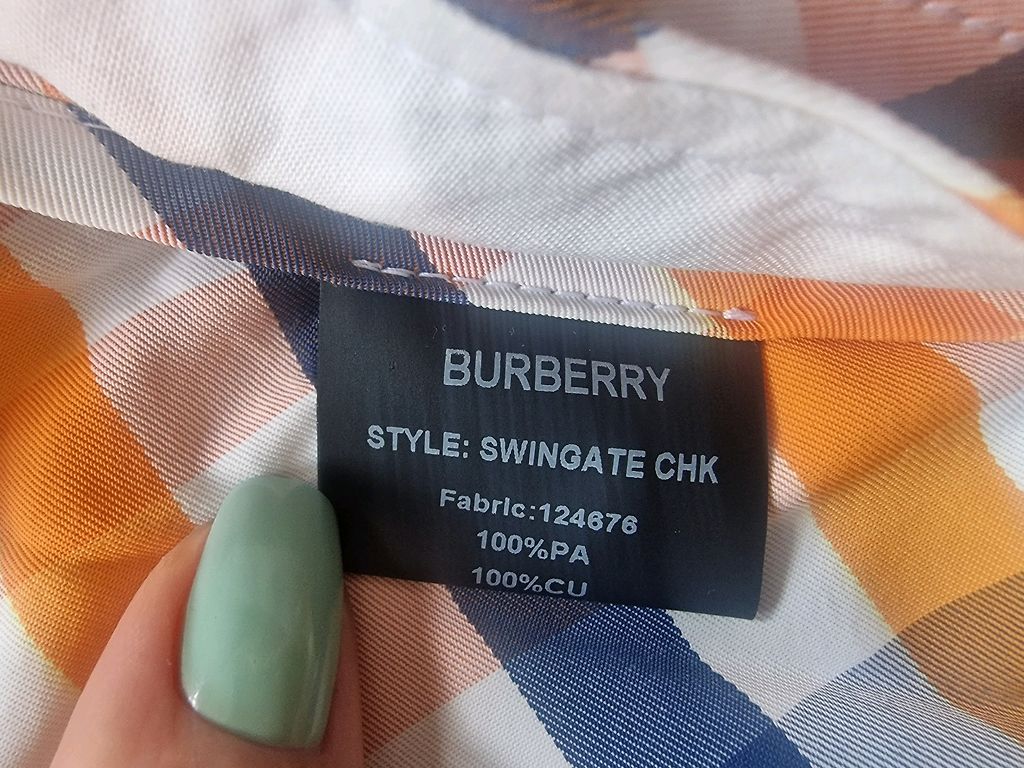 BURBERRY
STYLE: SWINGATE CHK
Fabric:124676
100%PA
100%CU